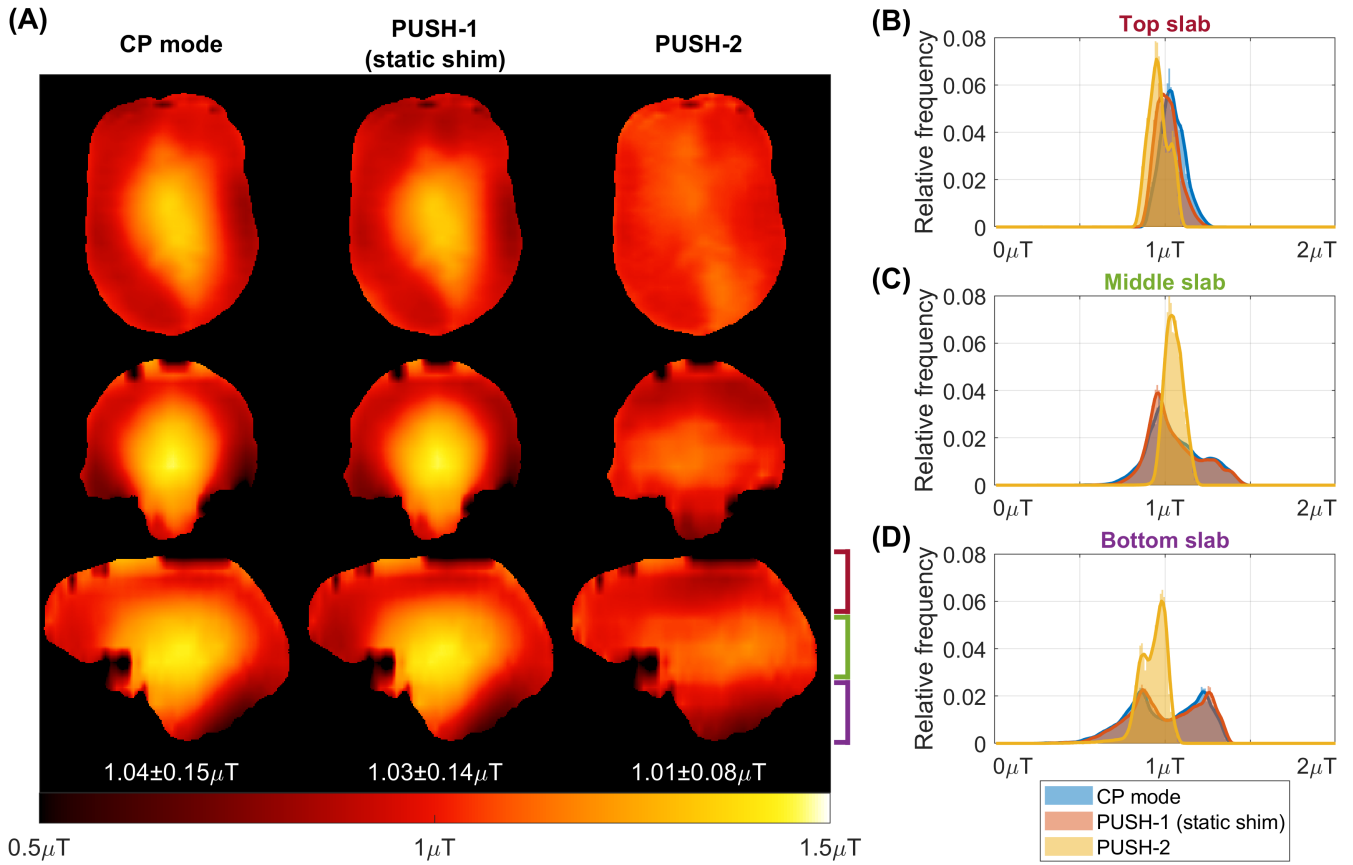 (A)
CP mode
PUSH-1
(static shim)
PUSH-2
1.04±0.15μT
1.03±0.14μT
1.01±0.08μT
0.5μT
1μT
1.5μT
(B)
Top slab
Relative frequency
0.08
0.06
0.04
0.02
0
0μT
1μT
2μT
(C)
Middle slab
Relative frequency
0.08
0.06
0.04
0.02
0
0μT
1μT
2μT
(D)
Bottom slab
Relative frequency
0.08
0.06
0.04
0.02
0
0μT
1μT
2μT
CP mode
PUSH-1 (static shim)
PUSH-2